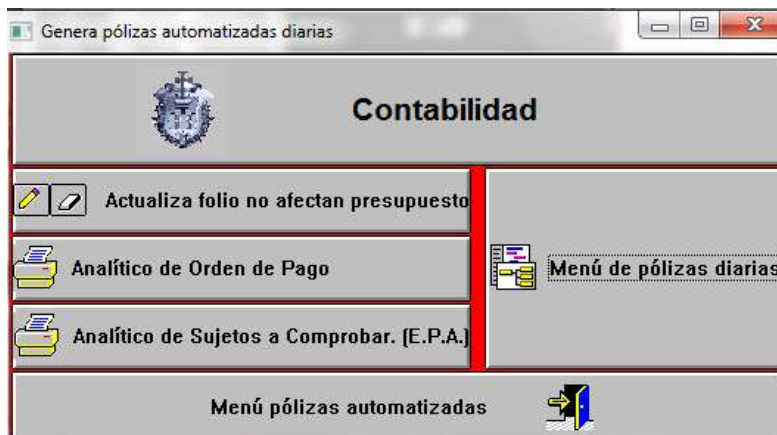 Genera pólizas automatizadas diarias
Contabilidad
Actualiza folio no afectan presupuesto
Analítico de Orden de Pago
Analítico de Sujetos a Comprobar. (E.P.A.)
Menú de pólizas diarias
Menú pólizas automatizadas